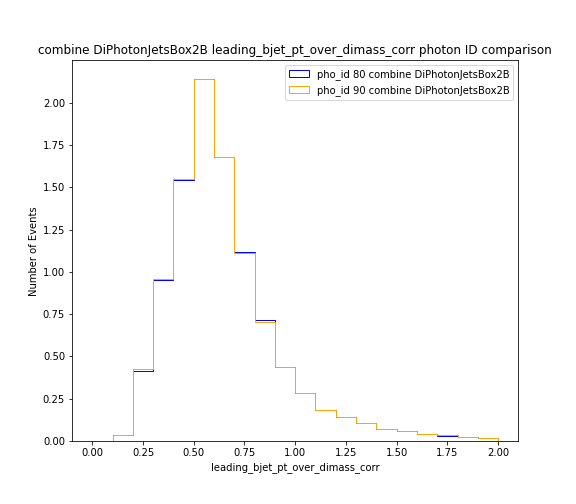 combine DiPhotonJetsBox2B leading_bjet_pt_over_dimass_corr photon ID comparison
pho_id 80 combine DiPhotonJetsBox2B
pho_id 90 combine DiPhotonJetsBox2B
Number of Events
2.00
1.75
1.50
1.25
1.00
0.75
0.50
0.25
0.00
0.00 0.25 0.50 0.75 1.00 1.25 1.50 1.75 2.00
leading_bjet_pt_over_dimass_corr